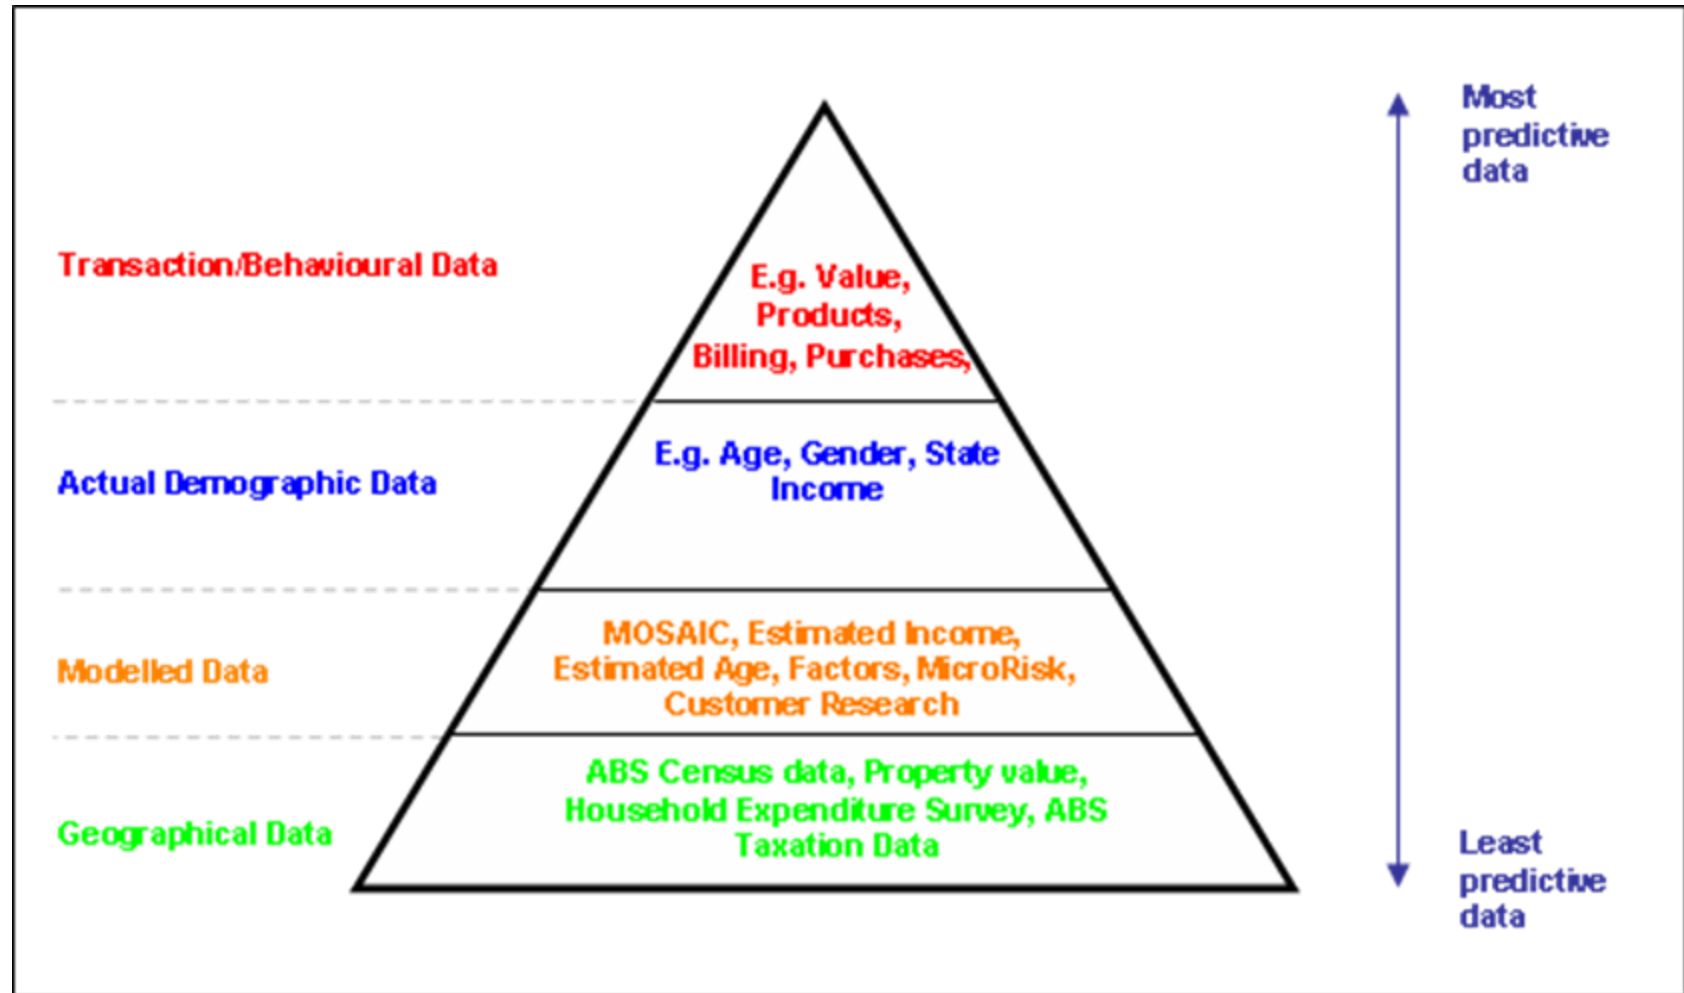 Most
predictive
data
Transaction/Behavioural Data
E.g. Value,
Products,
Billing, Purchases,
Actual Demographic Data
E.g. Age, Gender, State
Income
Modelled Data
MOSAIC, Estimated Income,
Estimated Age, Factors, MicroRisk,
Customer Research
Geographical Data
ABS Census data, Property value,
Household Expenditure Survey, ABS
Taxation Data
Least
predictive
data